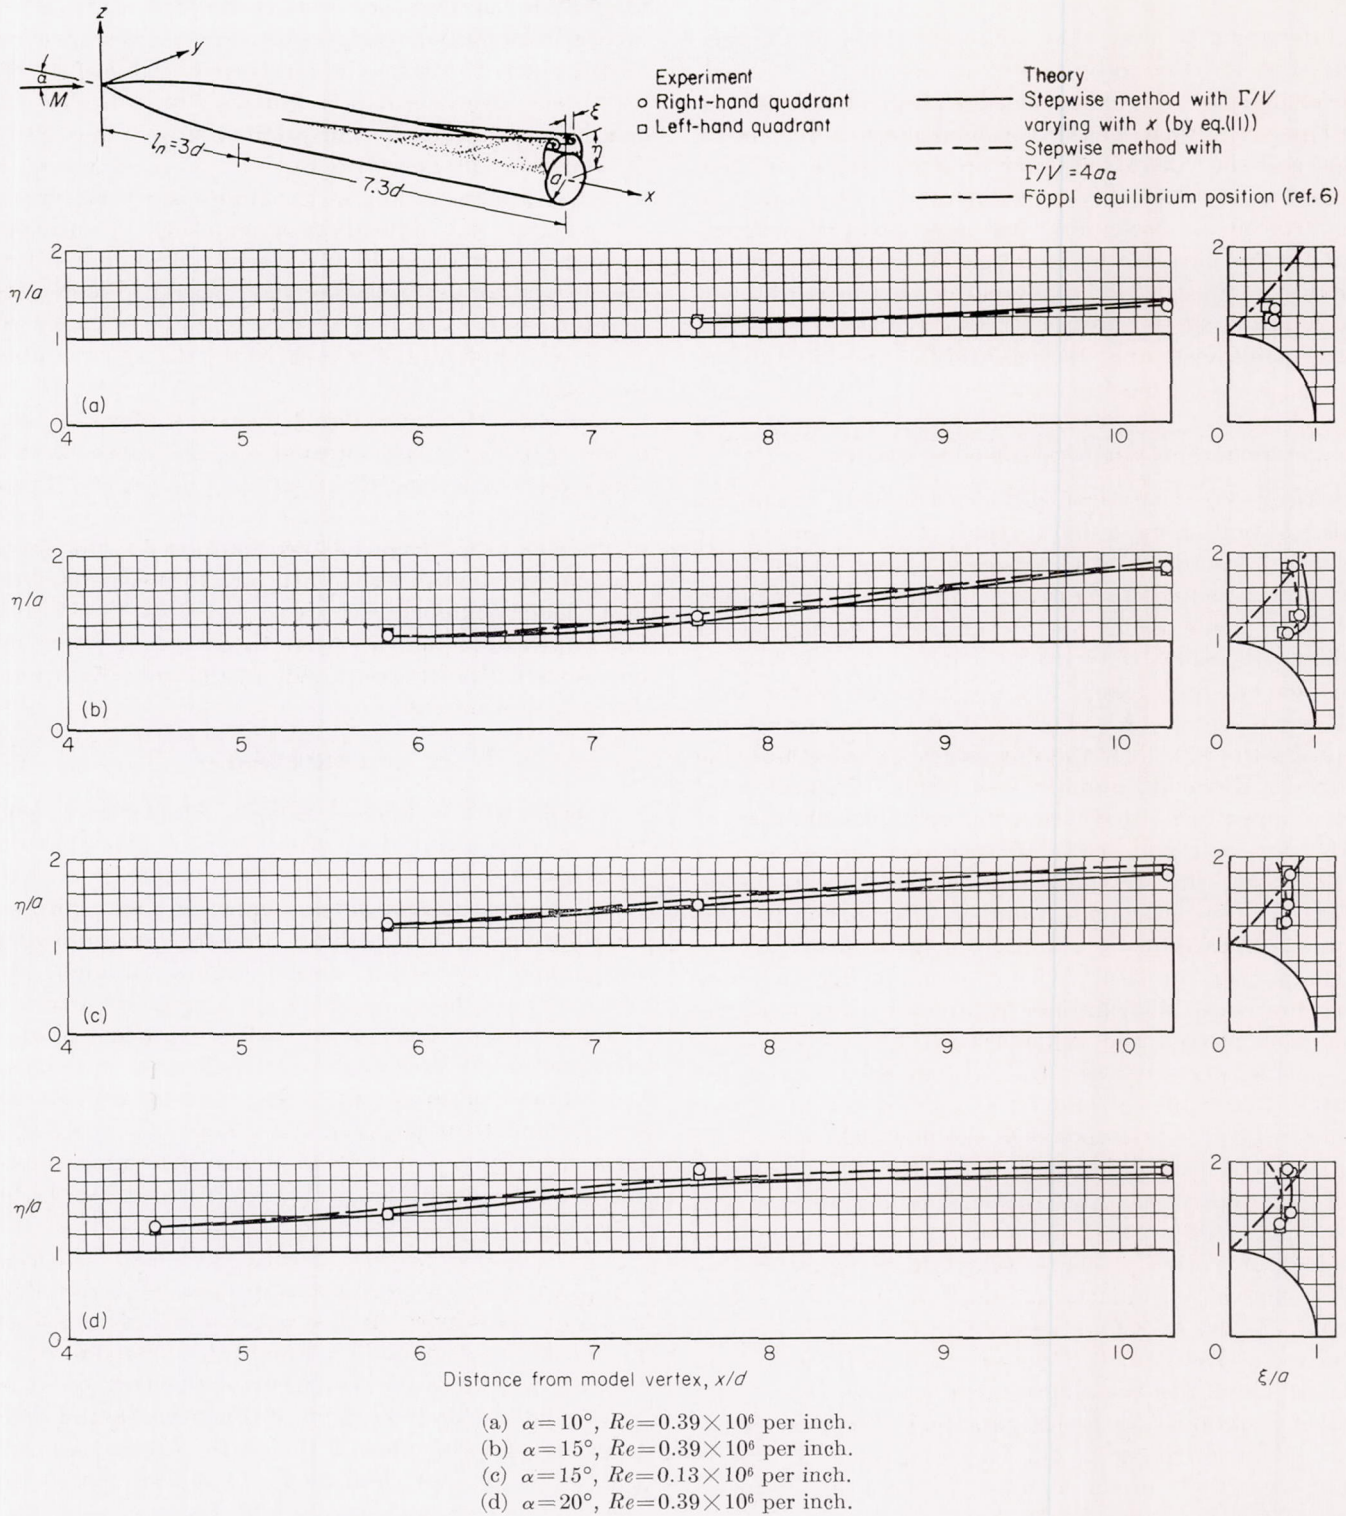 z
y
α
M
ξ
η
a
x
lₙ=3d
7.3d
Experiment
Right-hand quadrant
Left-hand quadrant
Theory
Stepwise method with Γ/V
varying with x (by eq.(11))
Stepwise method with
Γ/V=4aα
Föppl equilibrium position (ref. 6)
2
η/a
1
(a)
0
4 5 6 7 8 9 10
2
1
0 1
2
η/a
1
(b)
0
4 5 6 7 8 9 10
2
1
0 1
2
η/a
1
(c)
0
4 5 6 7 8 9 10
2
1
0 1
2
η/a
1
(d)
0
4 5 6 7 8 9 10
2
1
0 1
Distance from model vertex, x/d
ξ/a
(a) α=10°, Re=0.39×10⁶ per inch.
(b) α=15°, Re=0.39×10⁶ per inch.
(c) α=15°, Re=0.13×10⁶ per inch.
(d) α=20°, Re=0.39×10⁶ per inch.